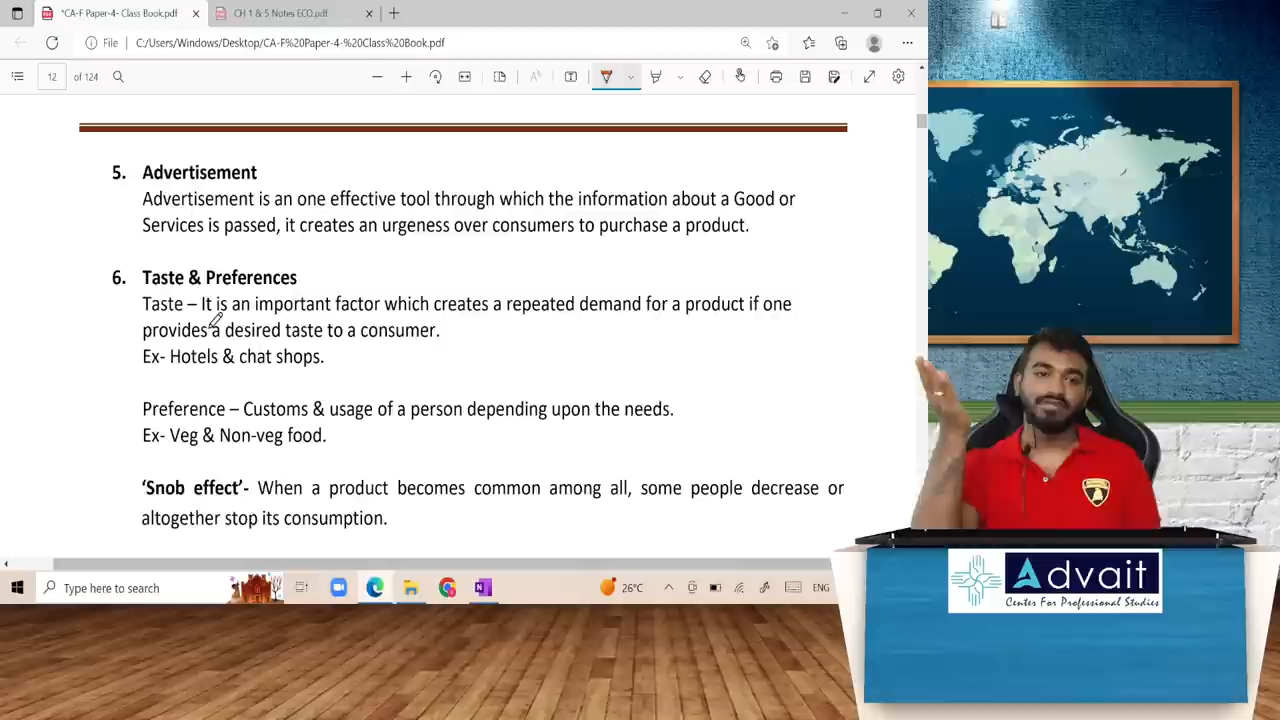 *CA-F Paper-4- Class Book.pdf
CH 1 & 5 Notes ECO.pdf
File
C:/Users/Windows/Desktop/CA-F%20Paper-4-%20Class%20Book.pdf
12 of 124
5. Advertisement
Advertisement is an one effective tool through which the information about a Good or
Services is passed, it creates an urgeness over consumers to purchase a product.
6. Taste & Preferences
Taste – It is an important factor which creates a repeated demand for a product if one
provides a desired taste to a consumer.
Ex- Hotels & chat shops.
Preference – Customs & usage of a person depending upon the needs.
Ex- Veg & Non-veg food.
‘Snob effect’- When a product becomes common among all, some people decrease or
altogether stop its consumption.
Type here to search
26°C
ENG
Advait
Center For Professional Studies